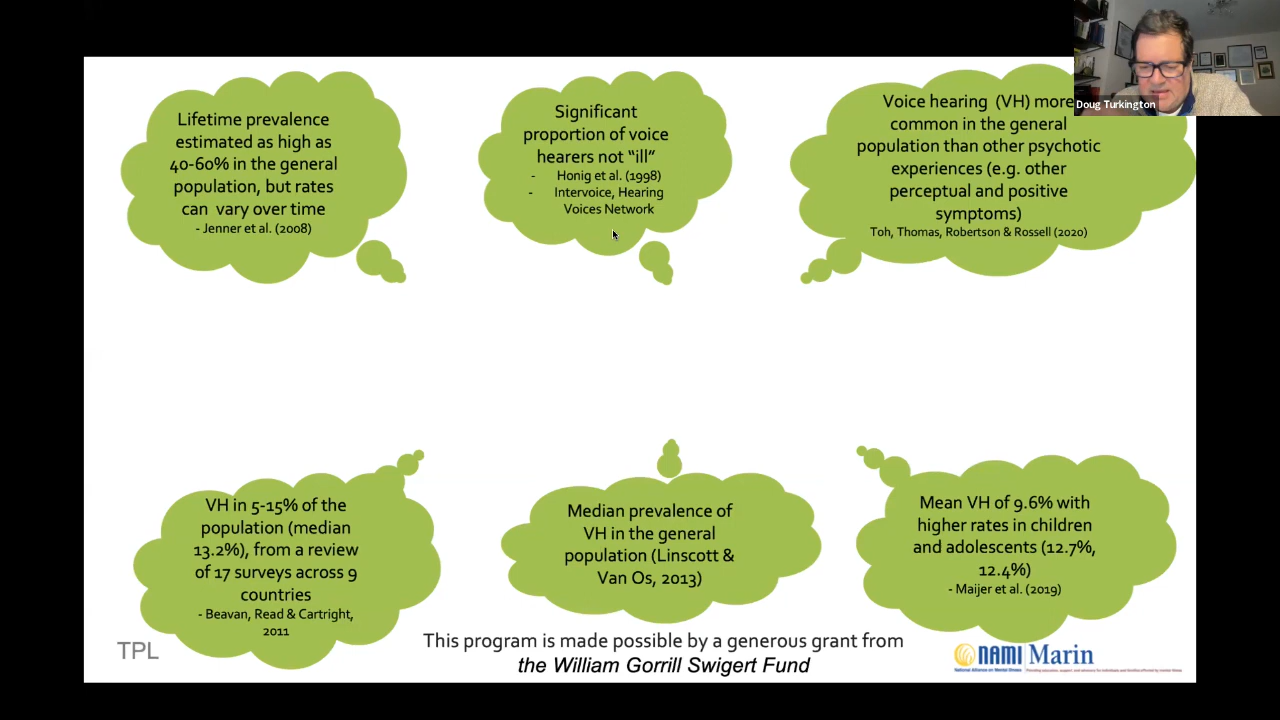 Lifetime prevalence
estimated as high as
40-60% in the general
population, but rates
can vary over time
- Jenner et al. (2008)
Significant
proportion of voice
hearers not "ill"
- Honig et al. (1998)
- Intervoice, Hearing
Voices Network
Voice hearing (VH) more
common in the general
population than other psychotic
experiences (e.g. other
perceptual and positive
symptoms)
Toh, Thomas, Robertson & Rossell (2020)
Doug Turkington
VH in 5-15% of the
population (median
13.2%), from a review
of 17 surveys across 9
countries
- Beavan, Read & Cartright,
2011
Median prevalence of
VH in the general
population (Linscott &
Van Os, 2013)
Mean VH of 9.6% with
higher rates in children
and adolescents (12.7%,
12.4%)
- Maijer et al. (2019)
TPL
This program is made possible by a generous grant from
the William Gorrill Swigert Fund
NAMI Marin
National Alliance on Mental Illness